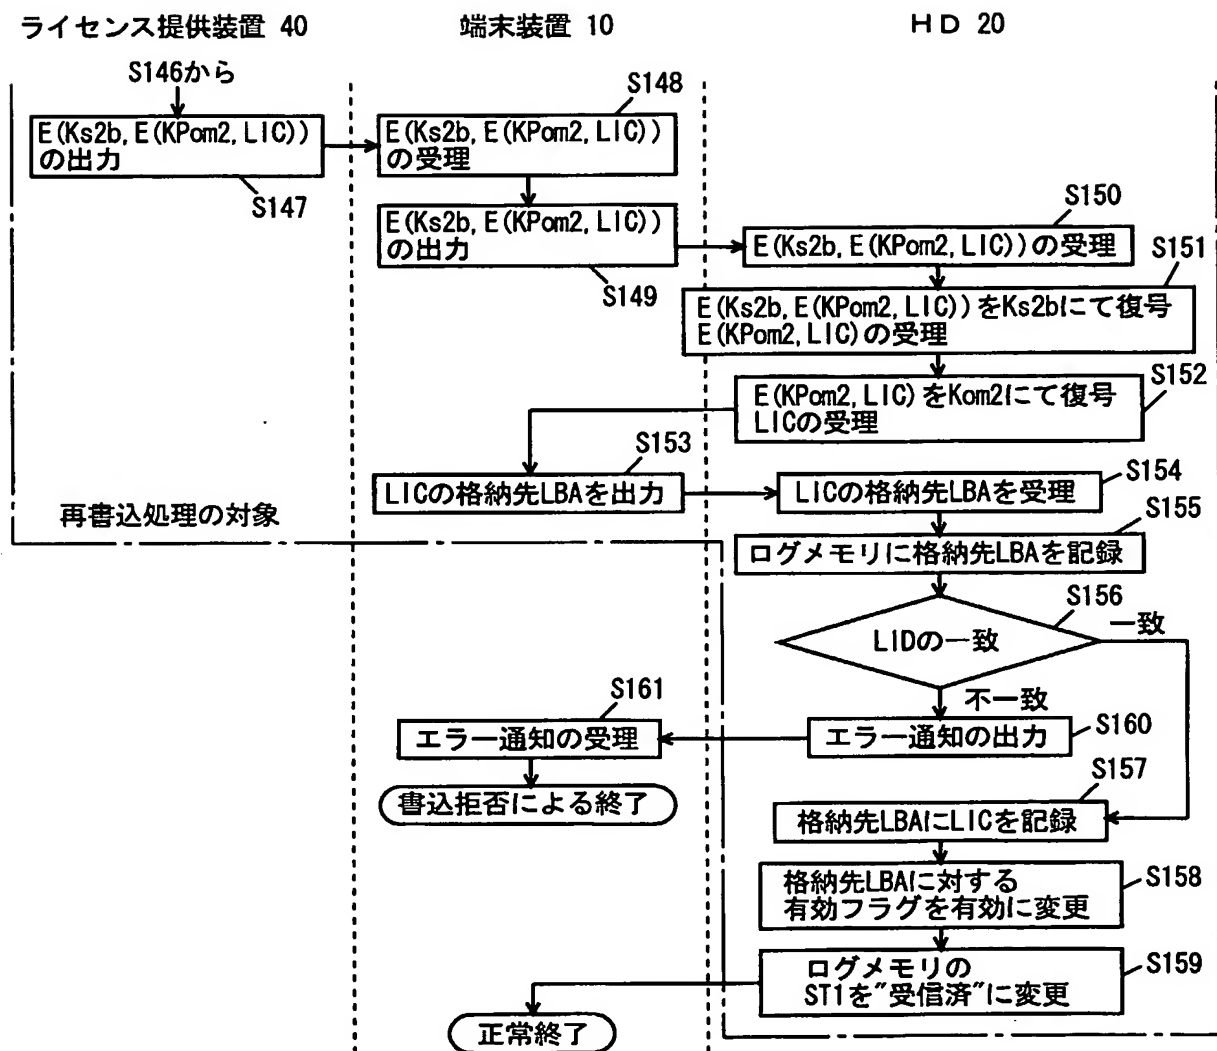 ライセンス提供装置 40
端末装置 10
HD 20
S146から
E(Ks2b, E(KPom2, LIC))
の出力
S147
S148
E(Ks2b, E(KPom2, LIC))
の受理
E(Ks2b, E(KPom2, LIC))
の出力
S149
S150
E(Ks2b, E(KPom2, LIC))の受理
S151
E(Ks2b, E(KPom2, LIC))をKs2bにて復号
E(KPom2, LIC)の受理
S152
E(KPom2, LIC)をKom2にて復号
LICの受理
S153
LICの格納先LBAを出力
S154
LICの格納先LBAを受理
再書込処理の対象
S155
ログメモリに格納先LBAを記録
S156
LIDの一致
一致
不一致
S161
エラー通知の受理
S160
エラー通知の出力
書込拒否による終了
S157
格納先LBAにLICを記録
S158
格納先LBAに対する
有効フラグを有効に変更
S159
ログメモリの
ST1を"受信済"に変更
正常終了